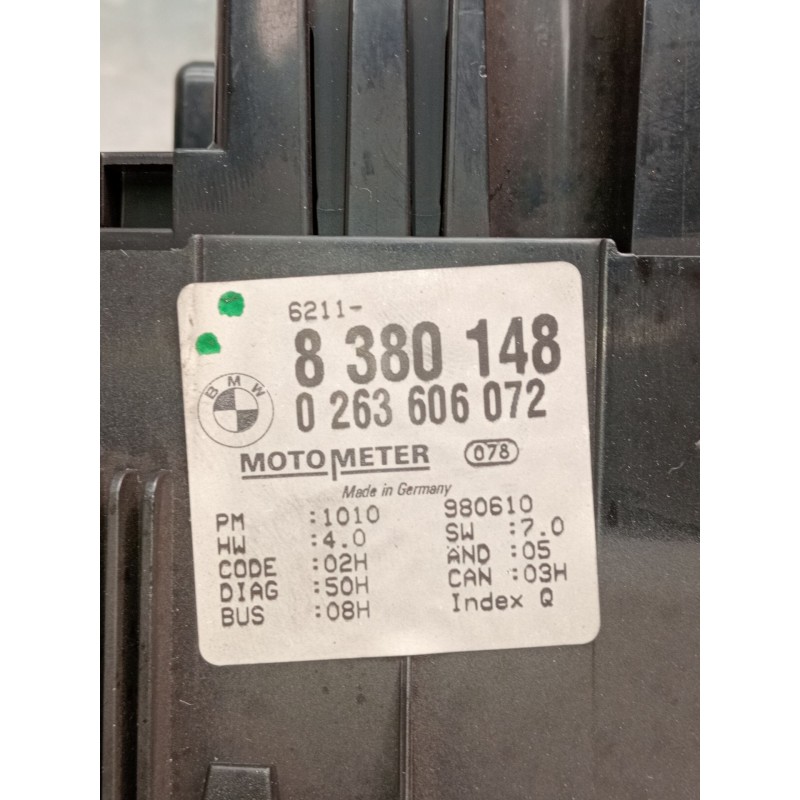 6211-
8 380 148
BMW
0 263 606 072
MOTOMETER 078
Made in Germany
PM :1010 980610
HW :4.0 SW :7.0
CODE :02H AND :05
DIAG :50H CAN :03H
BUS :08H Index Q